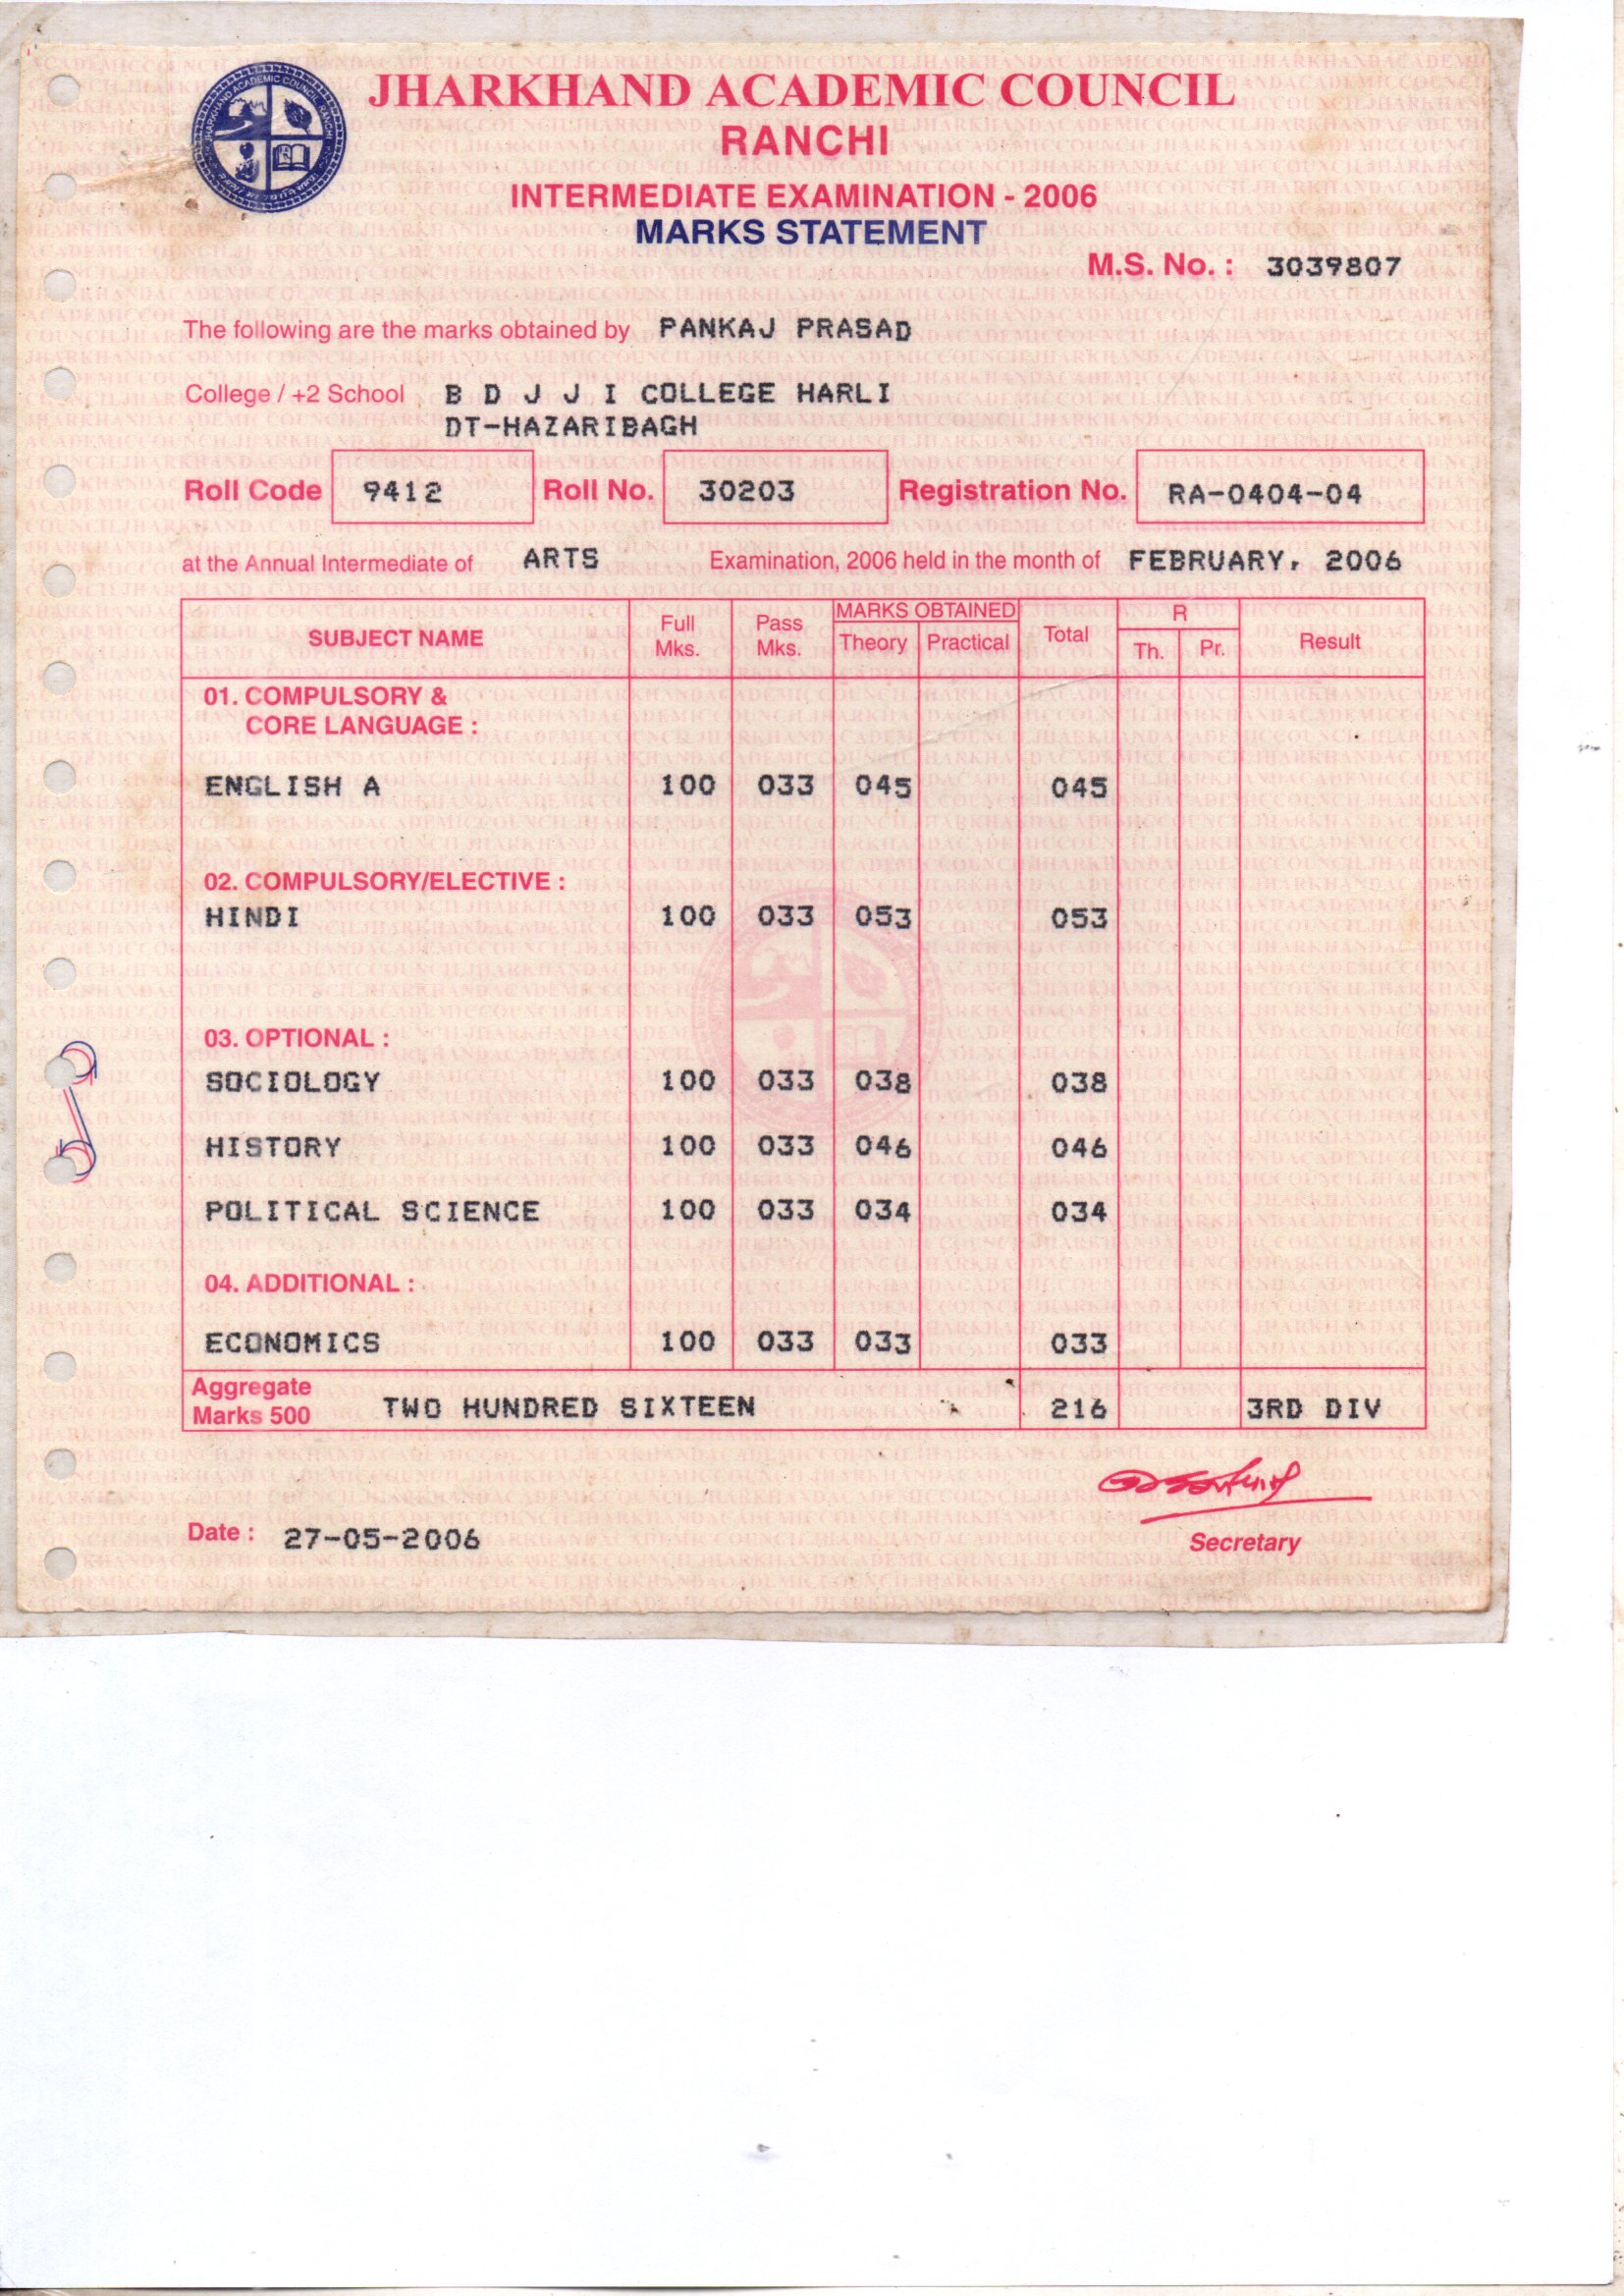 JHARKHAND ACADEMIC COUNCIL RANCHI
JHARKHAND ACADEMIC COUNCIL
RANCHI
INTERMEDIATE EXAMINATION - 2006
MARKS STATEMENT
M.S. No. : 3039807
The following are the marks obtained by PANKAJ PRASAD
College / +2 School B D J J I COLLEGE HARLI
DT-HAZARIBAGH
Roll Code 9412 Roll No. 30203 Registration No. RA-0404-04
at the Annual Intermediate of ARTS Examination, 2006 held in the month of FEBRUARY, 2006
SUBJECT NAME Full Mks. Pass Mks. MARKS OBTAINED Theory Practical Total R Th. Pr. Result
01. COMPULSORY &
CORE LANGUAGE :
ENGLISH A 100 033 045 045
02. COMPULSORY/ELECTIVE :
HINDI 100 033 053 053
03. OPTIONAL :
SOCIOLOGY 100 033 038 038
HISTORY 100 033 046 046
POLITICAL SCIENCE 100 033 034 034
04. ADDITIONAL :
ECONOMICS 100 033 033 033
Aggregate
Marks 500 TWO HUNDRED SIXTEEN 216 3RD DIV
Date : 27-05-2006
Secretary